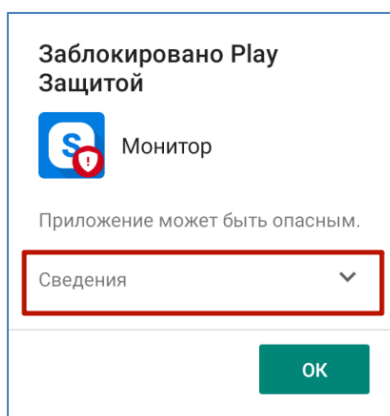 Заблокировано Play
Защитой
S
Монитор
Приложение может быть опасным.
Сведения
ОК